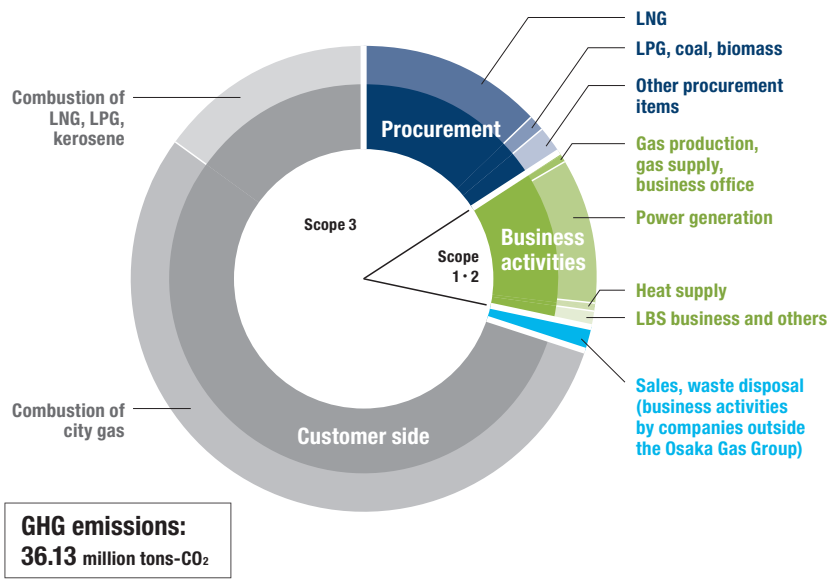 LNG
LPG, coal, biomass
Other procurement
items
Gas production,
gas supply,
business office
Power generation
Heat supply
LBS business and others
Sales, waste disposal
(business activities
by companies outside
the Osaka Gas Group)
Combustion of
LNG, LPG,
kerosene
Combustion of
city gas
Procurement
Business
activities
Customer side
Scope 3
Scope
1・2
GHG emissions:
36.13 million tons-CO₂